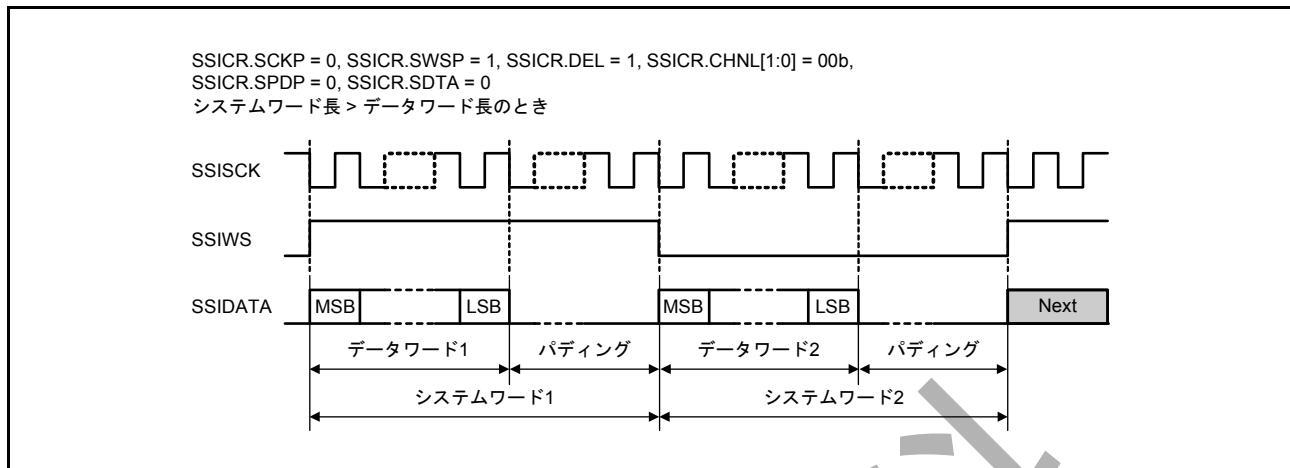 SSICR.SCKP = 0, SSICR.SWSP = 1, SSICR.DEL = 1, SSICR.CHNL[1:0] = 00b,
SSICR.SPDP = 0, SSICR.SDTA = 0
システムワード長 > データワード長のとき
SSISCK
SSIWS
SSIDATA MSB LSB MSB LSB Next
データワード1 パディング データワード2 パディング
システムワード1 システムワード2